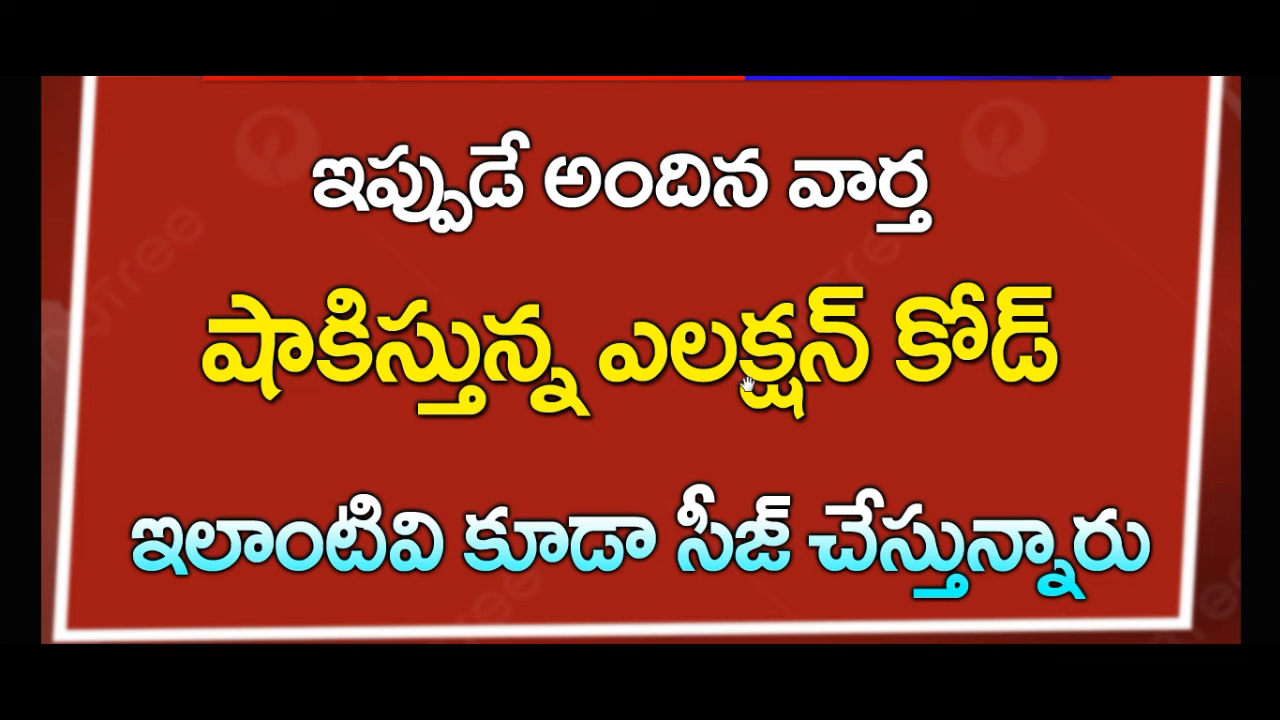 ఇప్పుడే అందిన వార్త
షాకిస్తున్న ఎలక్షన్ కోడ్
ఇలాంటివి కూడా సీజ్ చేస్తున్నారు